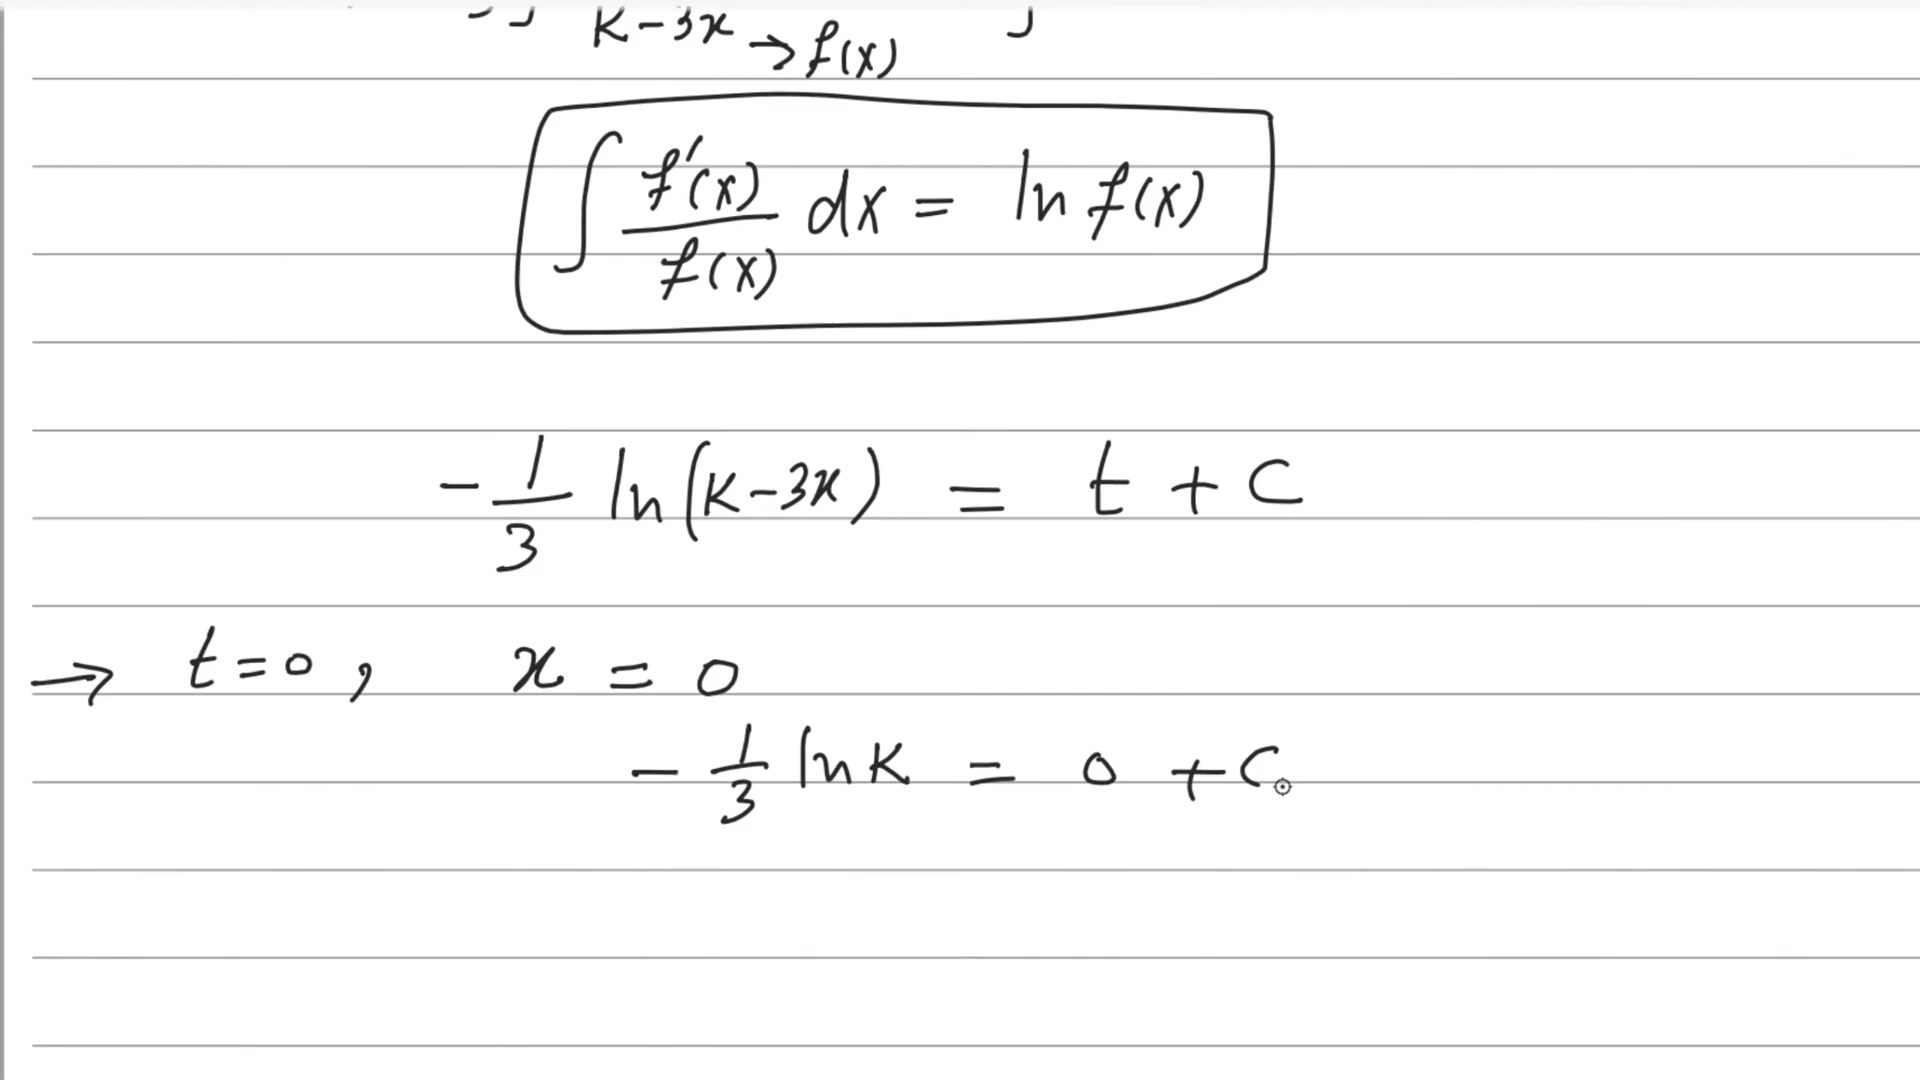 K-3x → f(x)
∫ f'(x)/f(x) dx = ln f(x)
-1/3 ln(K-3x) = t + C
→ t=0, x = 0
- 1/3 ln K = 0 + C